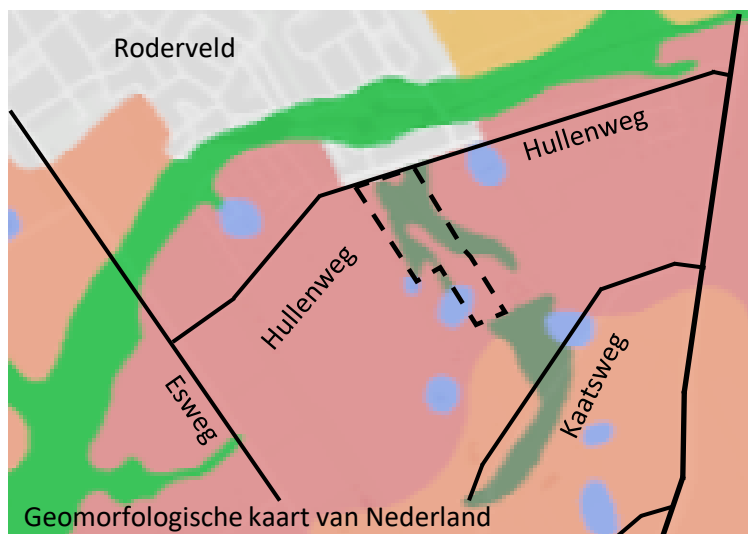 Roderveld
Hullenweg
Hullenweg
Esweg
Kaatsweg
Geomorfologische kaart van Nederland